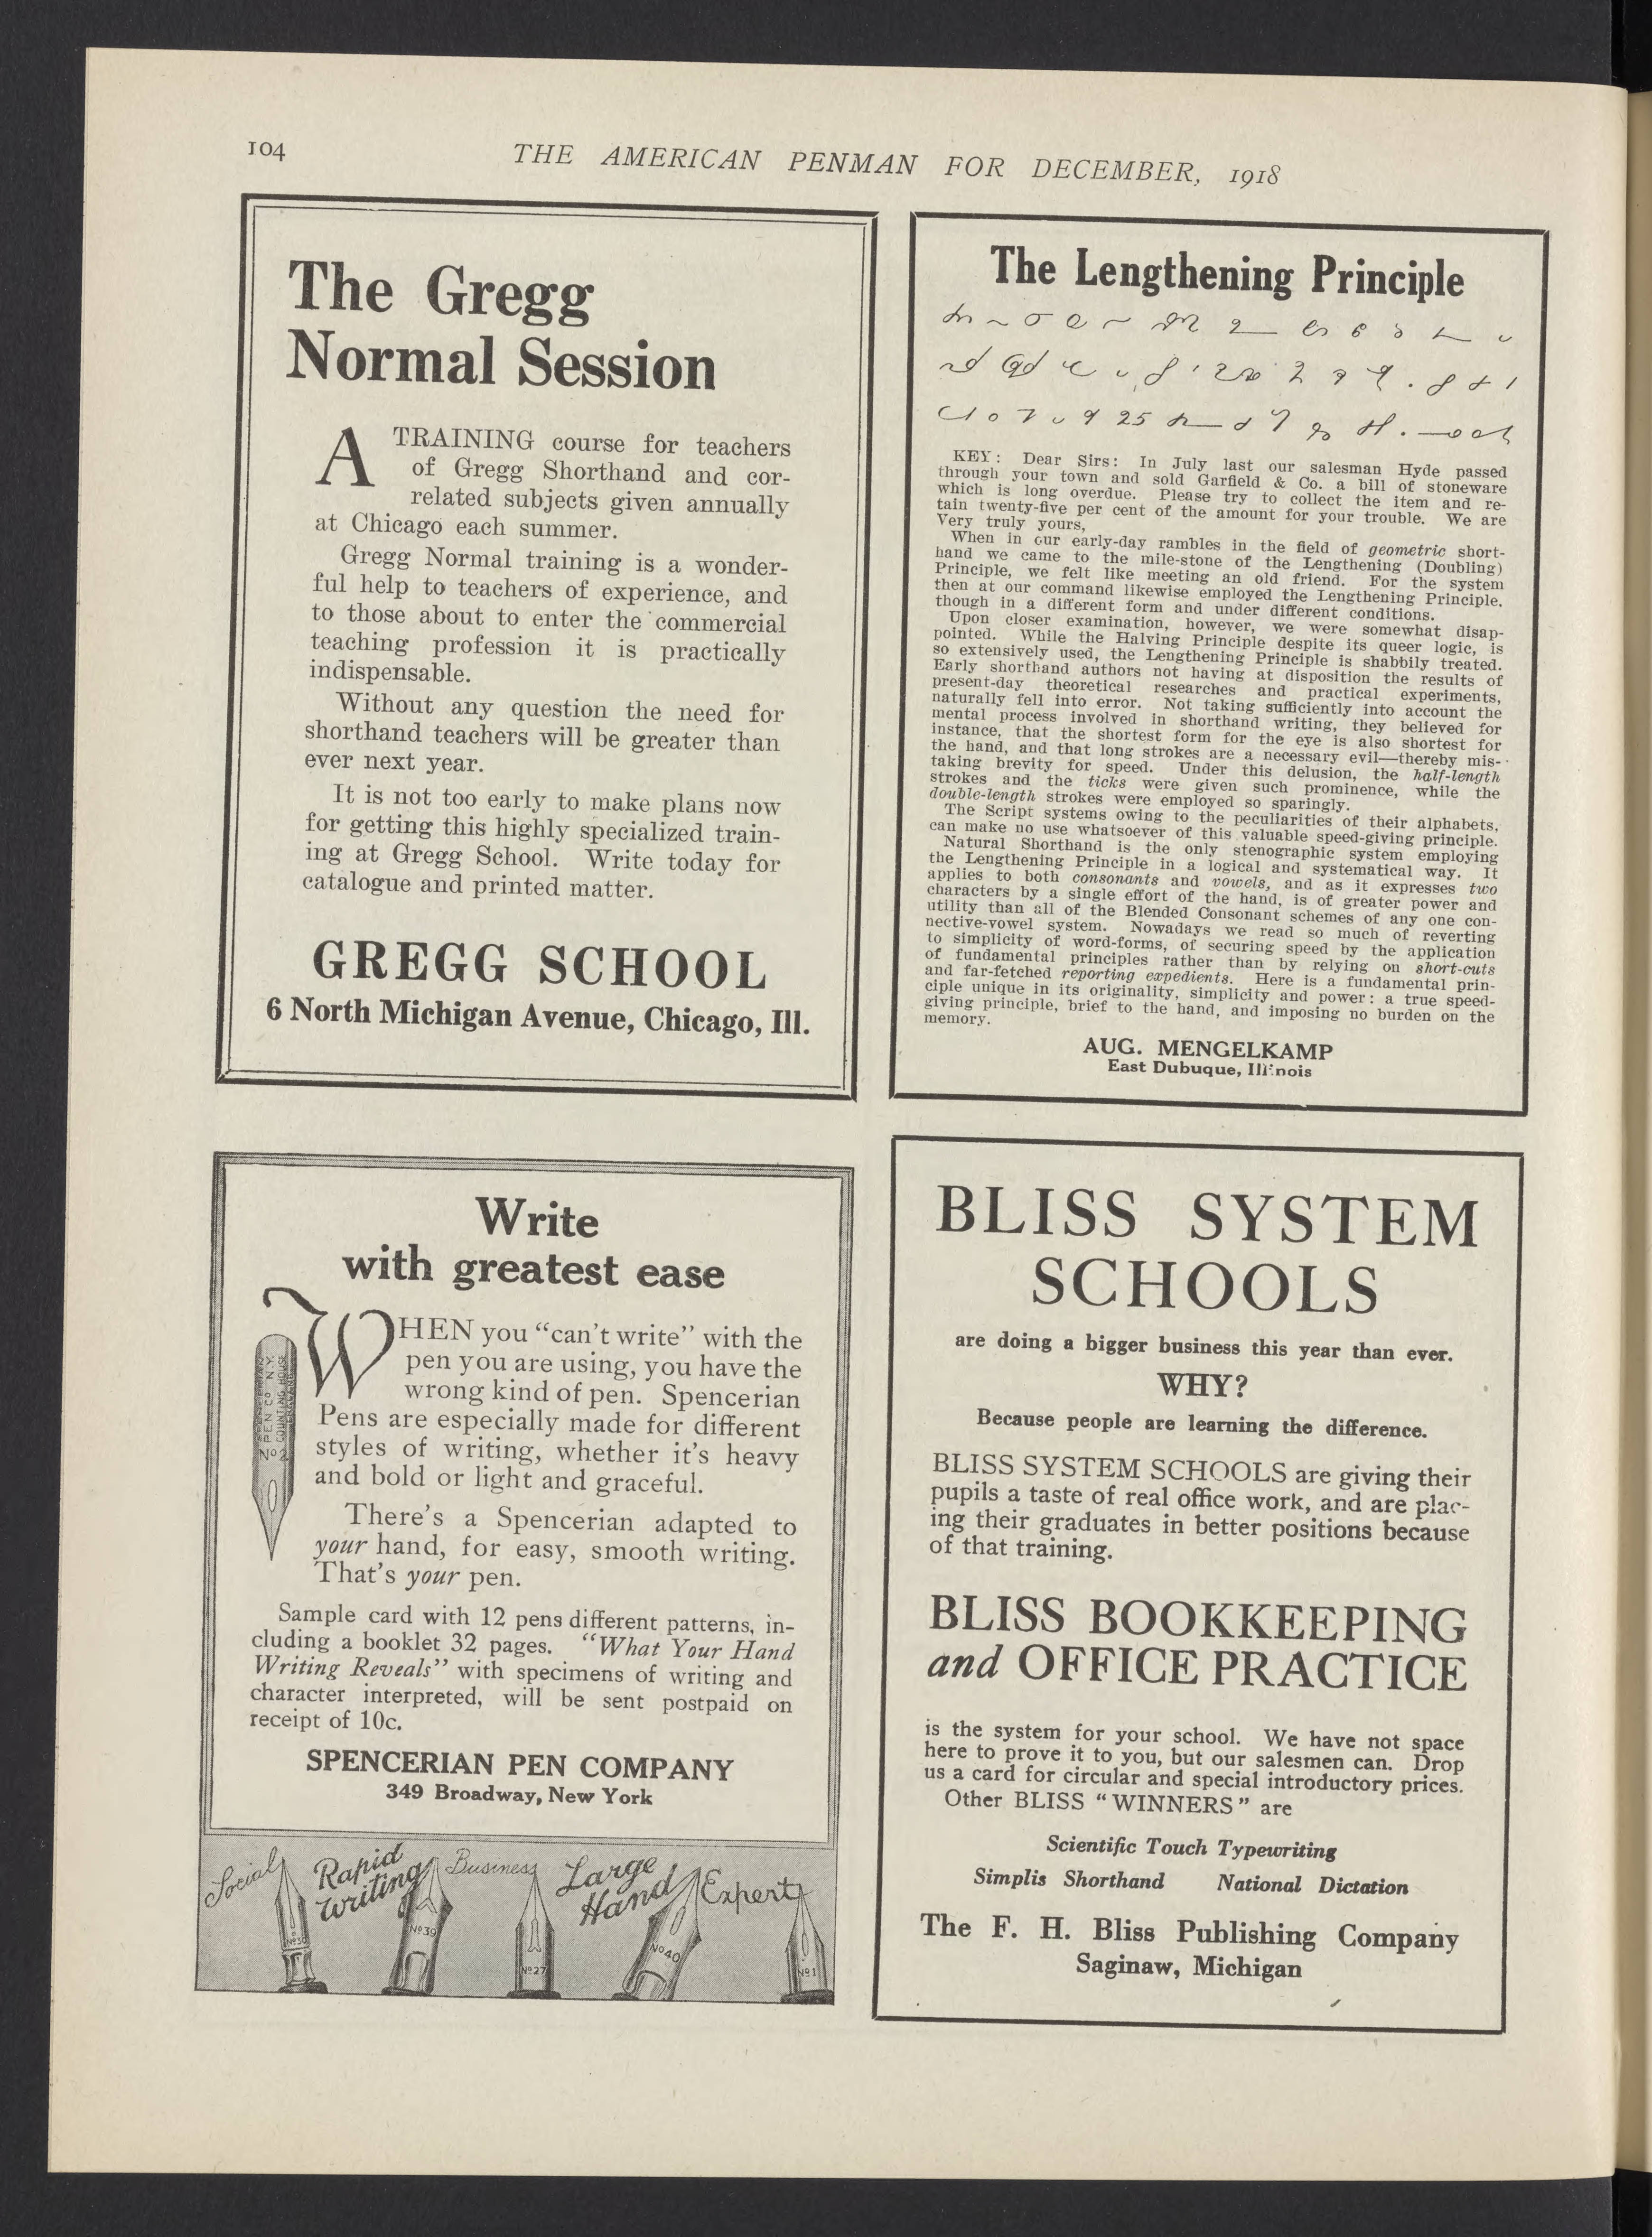 104
THE AMERICAN PENMAN FOR DECEMBER, 1918
The Gregg
Normal Session
A TRAINING course for teachers
of Gregg Shorthand and cor-
related subjects given annually
at Chicago each summer.
Gregg Normal training is a wonder-
ful help to teachers of experience, and
to those about to enter the commercial
teaching profession it is practically
indispensable.
Without any question the need for
shorthand teachers will be greater than
ever next year.
It is not too early to make plans now
for getting this highly specialized train-
ing at Gregg School. Write today for
catalogue and printed matter.
GREGG SCHOOL
6 North Michigan Avenue, Chicago, Ill.
The Lengthening Principle
25
KEY: Dear Sirs: In July last our salesman Hyde passed
through your town and sold Garfield & Co. a bill of stoneware
which is long overdue. Please try to collect the item and re-
tain twenty-five per cent of the amount for your trouble. We are
Very truly yours,
When in our early-day rambles in the field of geometric short-
hand we came to the mile-stone of the Lengthening (Doubling)
Principle, we felt like meeting an old friend. For the system
then at our command likewise employed the Lengthening Principle,
though in a different form and under different conditions.
Upon closer examination, however, we were somewhat disap-
pointed. While the Halving Principle despite its queer logic, is
so extensively used, the Lengthening Principle is shabbily treated.
Early shorthand authors not having at disposition the results of
present-day theoretical researches and practical experiments,
naturally fell into error. Not taking sufficiently into account the
mental process involved in shorthand writing, they believed for
instance, that the shortest form for the eye is also shortest for
the hand, and that long strokes are a necessary evil—thereby mis-
taking brevity for speed. Under this delusion, the half-length
strokes and the ticks were given such prominence, while the
double-length strokes were employed so sparingly.
The Script systems owing to the peculiarities of their alphabets,
can make no use whatsoever of this valuable speed-giving principle.
Natural Shorthand is the only stenographic system employing
the Lengthening Principle in a logical and systematical way. It
applies to both consonants and vowels, and as it expresses two
characters by a single effort of the hand, is of greater power and
utility than all of the Blended Consonant schemes of any one con-
nective-vowel system. Nowadays we read so much of reverting
to simplicity of word-forms, of securing speed by the application
of fundamental principles rather than by relying on short-cuts
and far-fetched reporting expedients. Here is a fundamental prin-
ciple unique in its originality, simplicity and power: a true speed-
giving principle, brief to the hand, and imposing no burden on the
memory.
AUG. MENGELKAMP
East Dubuque, Illinois
Write
with greatest ease
WHEN you "can't write" with the
pen you are using, you have the
wrong kind of pen. Spencerian
Pens are especially made for different
styles of writing, whether it's heavy
and bold or light and graceful.
There's a Spencerian adapted to
your hand, for easy, smooth writing.
That's your pen.
Sample card with 12 pens different patterns, in-
cluding a booklet 32 pages. "What Your Hand
Writing Reveals" with specimens of writing and
character interpreted, will be sent postpaid on
receipt of 10c.
SPENCERIAN PEN COMPANY
349 Broadway, New York
PEN Co N.Y.
COUNTING HOUSE
No 2
Social
Rapid
Writing
Business
Large
Hand
Expert
No 30
No 39
No 27
No 40
No 1
BLISS SYSTEM
SCHOOLS
are doing a bigger business this year than ever.
WHY?
Because people are learning the difference.
BLISS SYSTEM SCHOOLS are giving their
pupils a taste of real office work, and are plac-
ing their graduates in better positions because
of that training.
BLISS BOOKKEEPING
and OFFICE PRACTICE
is the system for your school. We have not space
here to prove it to you, but our salesmen can. Drop
us a card for circular and special introductory prices.
Other BLISS "WINNERS" are
Scientific Touch Typewriting
Simplis Shorthand National Dictation
The F. H. Bliss Publishing Company
Saginaw, Michigan